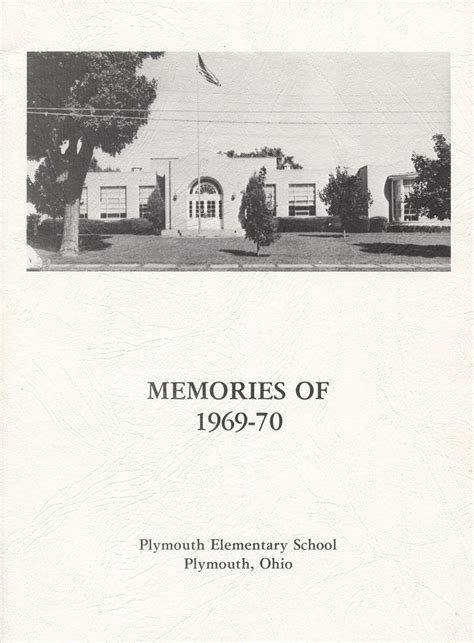 MEMORIES OF
1969-70
Plymouth Elementary School
Plymouth, Ohio